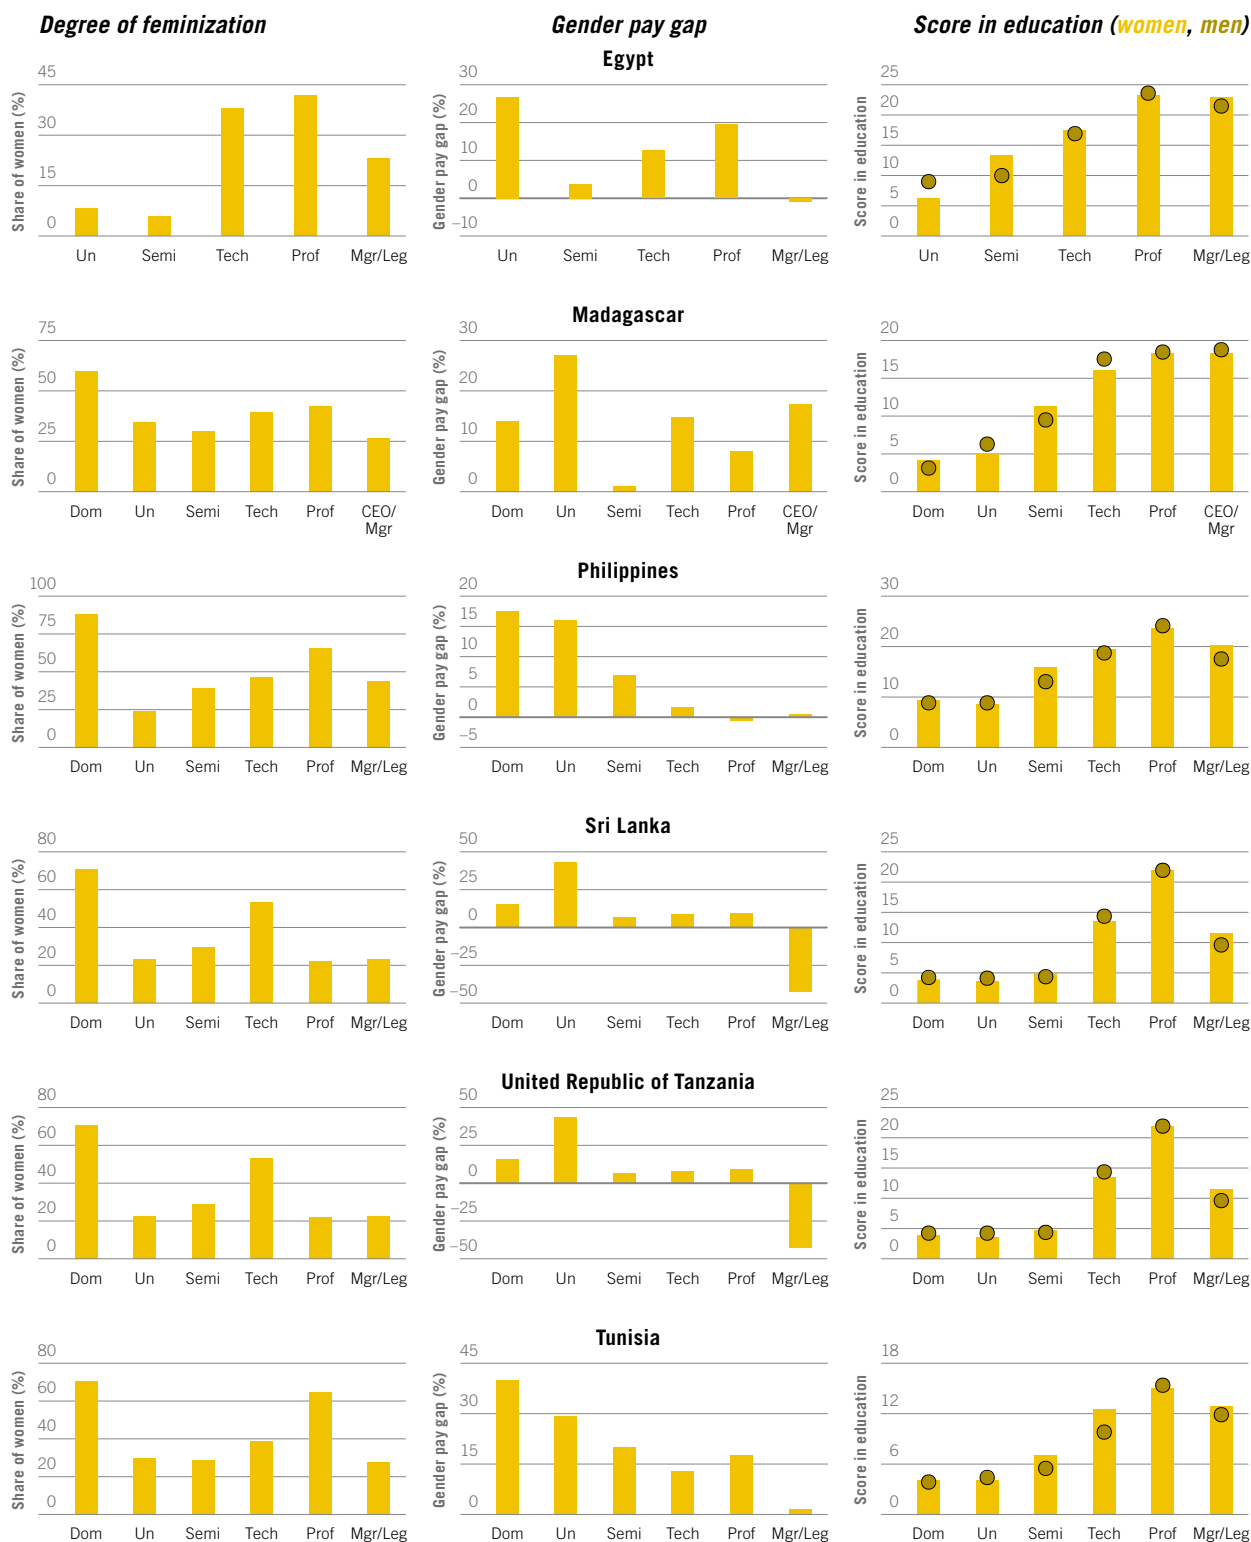 Degree of feminization
Gender pay gap
Score in education (women, men)
Egypt
Share of women (%)
45
30
15
0
Un Semi Tech Prof Mgr/Leg
Gender pay gap (%)
30
20
10
0
–10
Un Semi Tech Prof Mgr/Leg
Score in education
25
20
15
10
5
0
Un Semi Tech Prof Mgr/Leg
Madagascar
Share of women (%)
75
50
25
0
Dom Un Semi Tech Prof CEO/
Mgr
Gender pay gap (%)
30
20
10
0
Dom Un Semi Tech Prof CEO/
Mgr
Score in education
20
15
10
5
0
Dom Un Semi Tech Prof CEO/
Mgr
Philippines
Share of women (%)
100
75
50
25
0
Dom Un Semi Tech Prof Mgr/Leg
Gender pay gap (%)
20
15
10
5
0
–5
Dom Un Semi Tech Prof Mgr/Leg
Score in education
30
20
10
0
Dom Un Semi Tech Prof Mgr/Leg
Sri Lanka
Share of women (%)
80
60
40
20
0
Dom Un Semi Tech Prof Mgr/Leg
Gender pay gap (%)
50
25
0
–25
–50
Dom Un Semi Tech Prof Mgr/Leg
Score in education
25
20
15
10
5
0
Dom Un Semi Tech Prof Mgr/Leg
United Republic of Tanzania
Share of women (%)
80
60
40
20
0
Dom Un Semi Tech Prof Mgr/Leg
Gender pay gap (%)
50
25
0
–25
–50
Dom Un Semi Tech Prof Mgr/Leg
Score in education
25
20
15
10
5
0
Dom Un Semi Tech Prof Mgr/Leg
Tunisia
Share of women (%)
80
60
40
20
0
Dom Un Semi Tech Prof Mgr/Leg
Gender pay gap (%)
45
30
15
0
Dom Un Semi Tech Prof Mgr/Leg
Score in education
18
12
6
0
Dom Un Semi Tech Prof Mgr/Leg